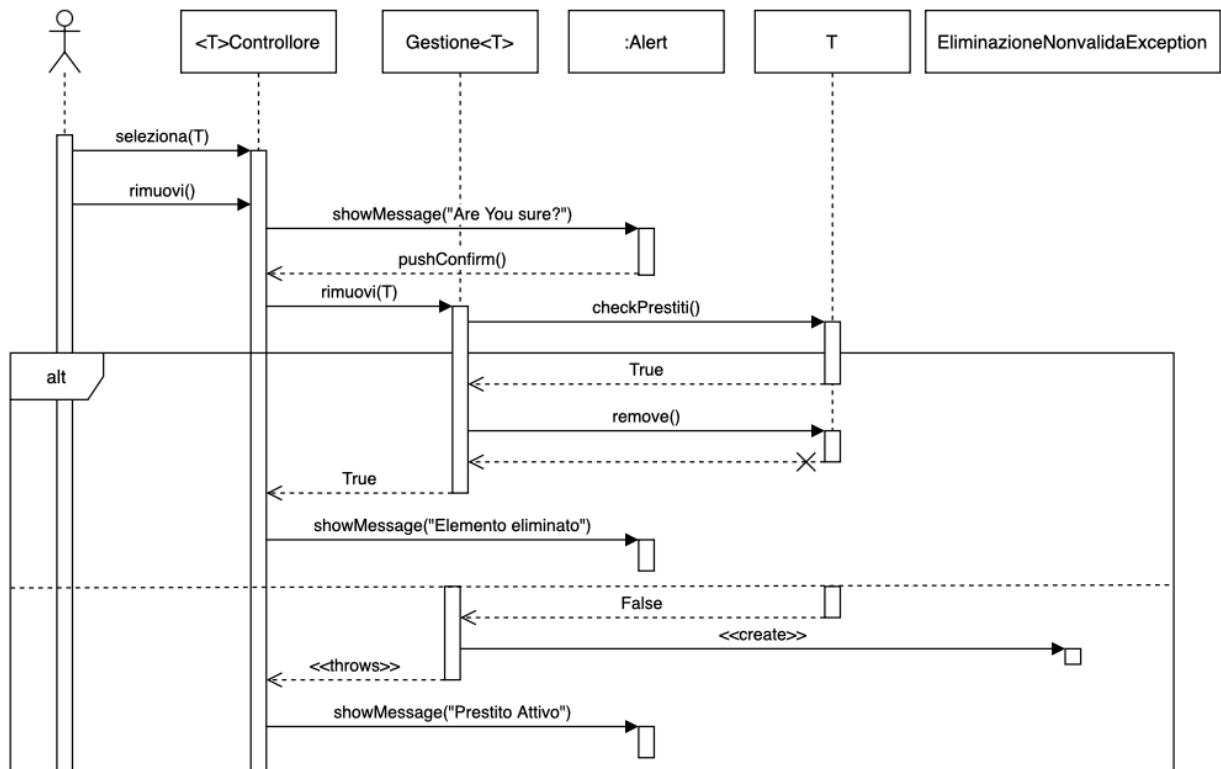 <T>Controllore
Gestione<T>
:Alert
T
EliminazioneNonvalidaException
seleziona(T)
rimuovi()
showMessage("Are You sure?")
pushConfirm()
rimuovi(T)
checkPrestiti()
alt
True
remove()
True
showMessage("Elemento eliminato")
False
<<create>>
<<throws>>
showMessage("Prestito Attivo")